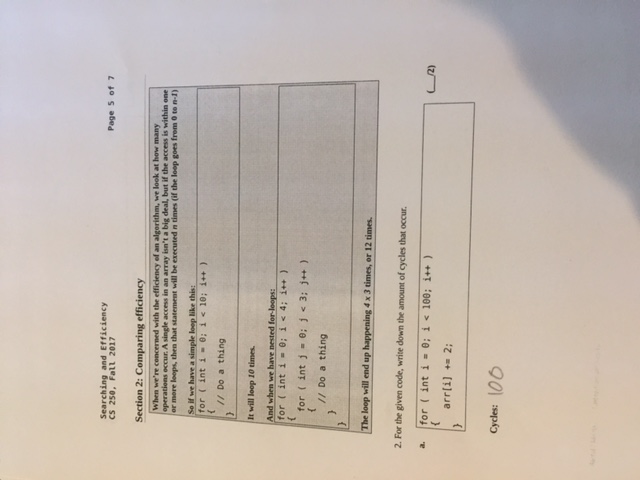 Searching and Efficiency
CS 250, Fall 2017
Page 5 of 7
Section 2: Comparing efficiency
When we're concerned with the efficiency of an algorithm, we look at how many
operations occur. A single access in an array isn't a big deal, but if the access is within one
or more loops, then that statement will be executed n times (if the loop goes from 0 to n-1)
So if we have a simple loop like this:
for ( int i = 0; i < 10; i++ )
{
// Do a thing
}
It will loop 10 times.
And when we have nested for-loops:
for ( int i = 0; i < 4; i++ )
{
for ( int j = 0; j < 3; j++ )
{
// Do a thing
}
}
The loop will end up happening 4 x 3 times, or 12 times.
2. For the given code, write down the amount of cycles that occur.
a.
for ( int i = 0; i < 100; i++ )
{
arr[i] += 2;
}
(__/2)
Cycles: 100